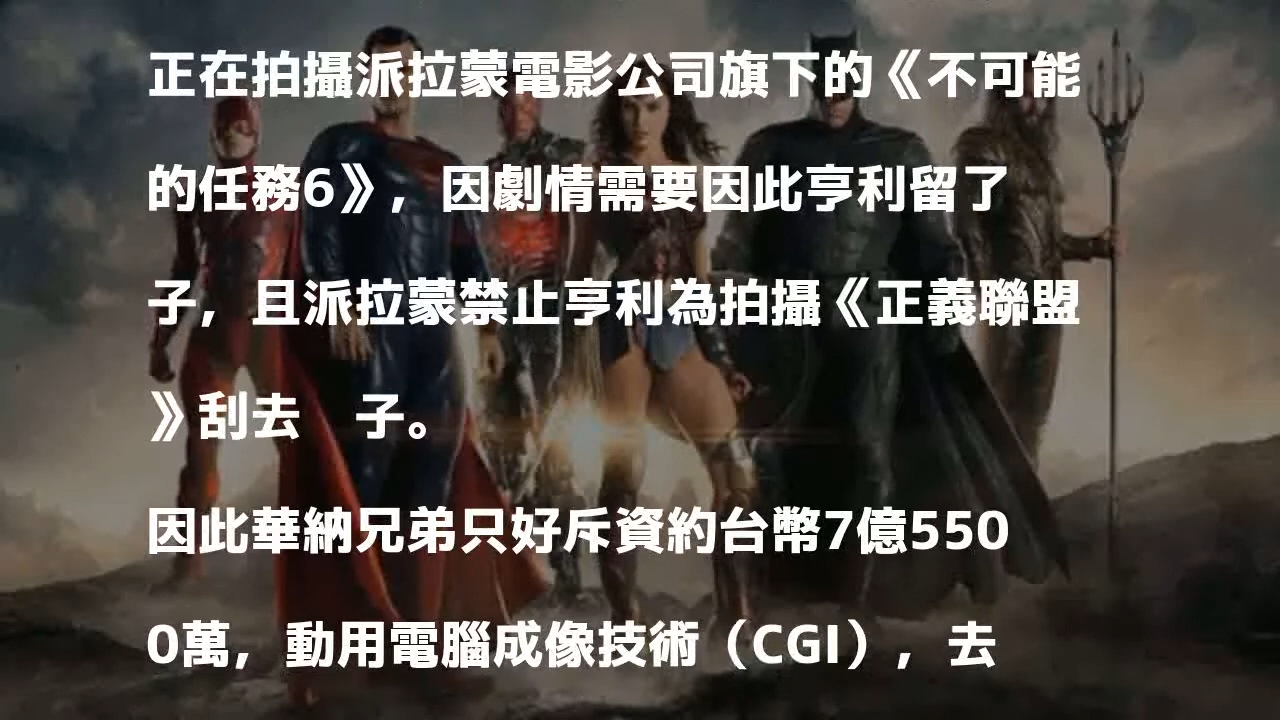 正在拍攝派拉蒙電影公司旗下的《不可能
的任務6》，因劇情需要因此亨利留了
子，且派拉蒙禁止亨利為拍攝《正義聯盟
》刮去　子。
因此華納兄弟只好斥資約台幣7億550
0萬，動用電腦成像技術（CGI），去